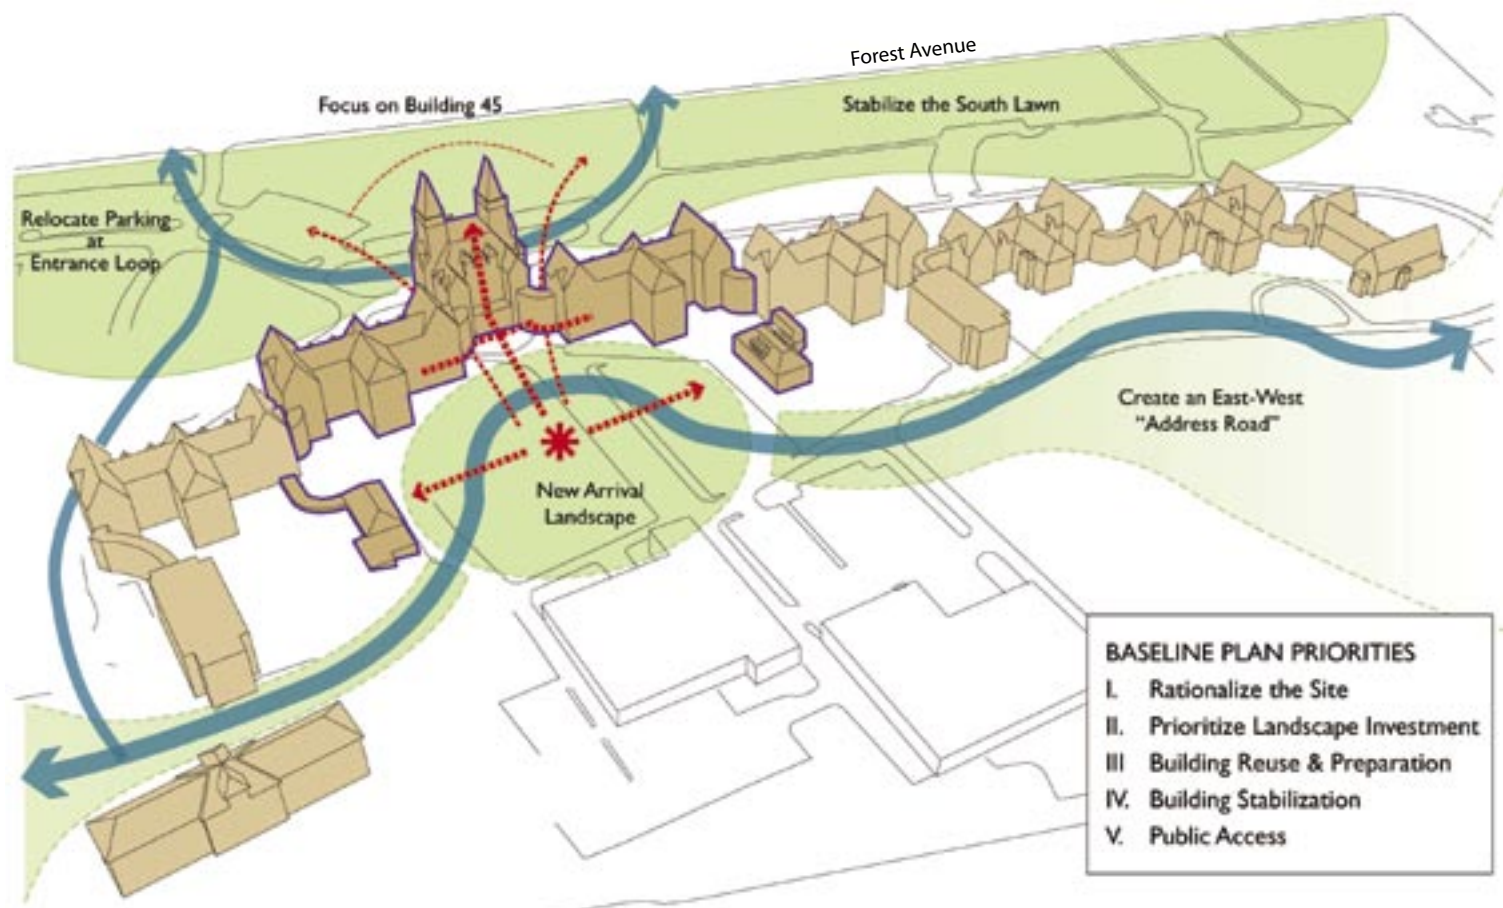 Forest Avenue
Focus on Building 45
Stabilize the South Lawn
Relocate Parking
at
Entrance Loop
Create an East-West
“Address Road”
New Arrival
Landscape
BASELINE PLAN PRIORITIES
I. Rationalize the Site
II. Prioritize Landscape Investment
III Building Reuse & Preparation
IV. Building Stabilization
V. Public Access